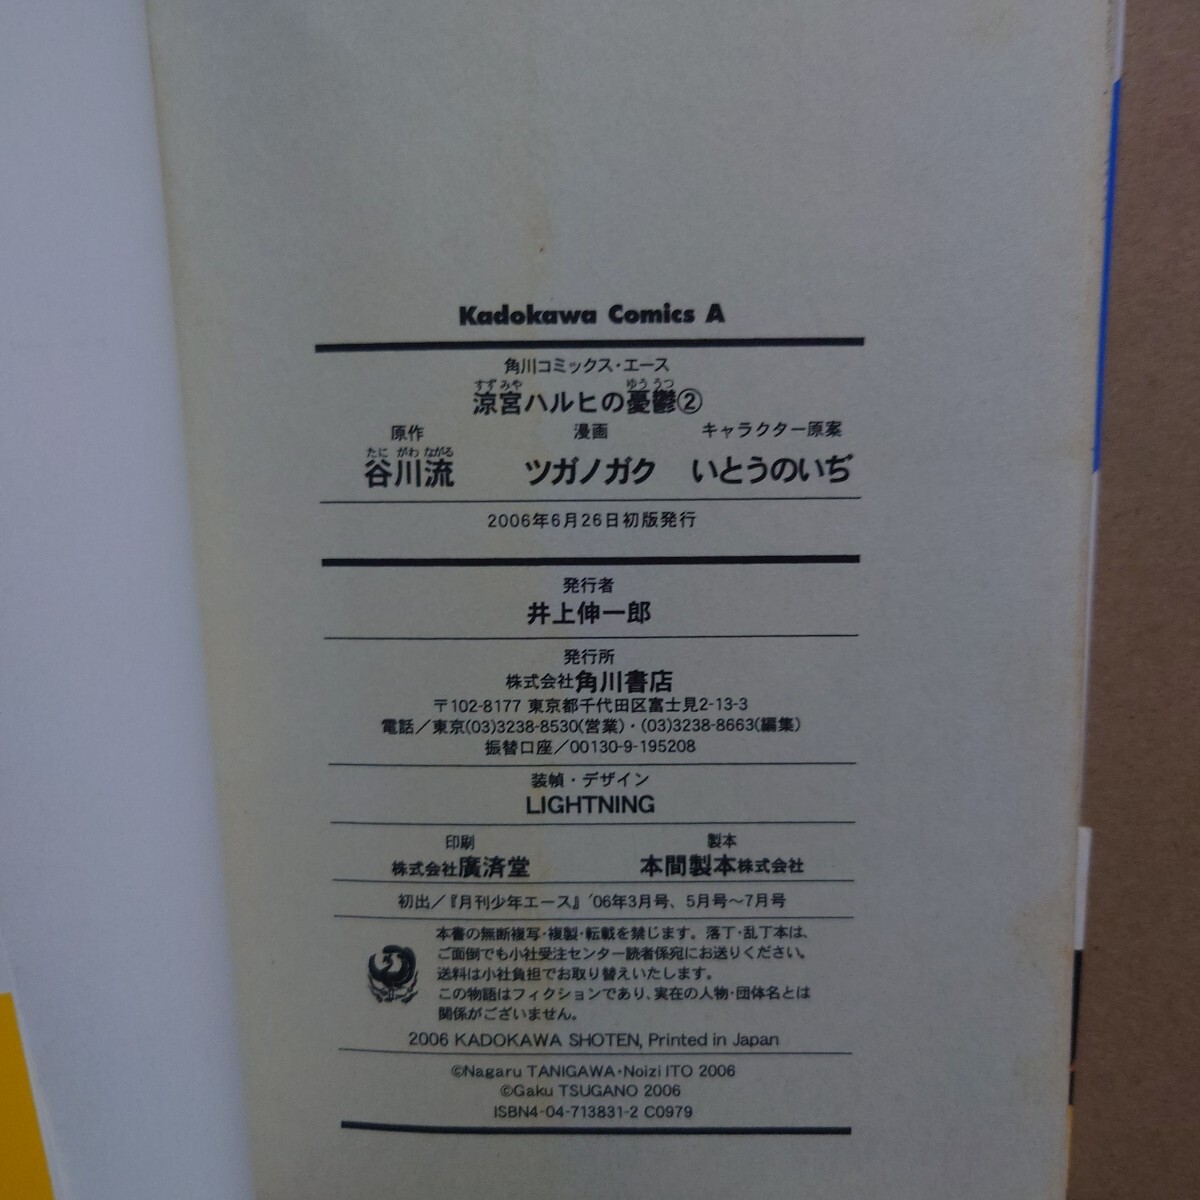 Kadokawa Comics A
角川コミックス・エース
すずみや ゆううつ
涼宮ハルヒの憂鬱②
原作 漫画 キャラクター原案
たに がわ ながる
谷川流 ツガノガク いとうのいぢ
2006年6月26日初版発行
発行者
井上伸一郎
発行所
株式会社角川書店
〒102-8177 東京都千代田区富士見2-13-3
電話／東京(03)3238-8530(営業)・(03)3238-8663(編集)
振替口座／00130-9-195208
装幀・デザイン
LIGHTNING
印刷 製本
株式会社廣済堂 本間製本株式会社
初出／『月刊少年エース』'06年3月号、5月号〜7月号
本書の無断複写・複製・転載を禁じます。落丁・乱丁本は、
ご面倒でも小社受注センター読者係宛にお送りください。
送料は小社負担でお取り替えいたします。
この物語はフィクションであり、実在の人物・団体名とは
関係がございません。
2006 KADOKAWA SHOTEN, Printed in Japan
©Nagaru TANIGAWA・Noizi ITO 2006
©Gaku TSUGANO 2006
ISBN4-04-713831-2 C0979